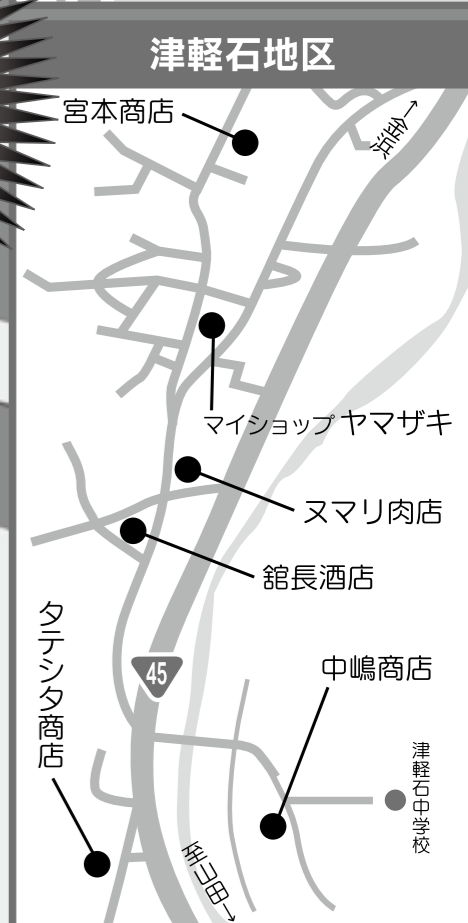 津軽石地区
宮本商店
→金浜
マイショップ ヤマザキ
ヌマリ肉店
舘長酒店
タテシタ商店
45
中嶋商店
津軽石中学校
至山田→